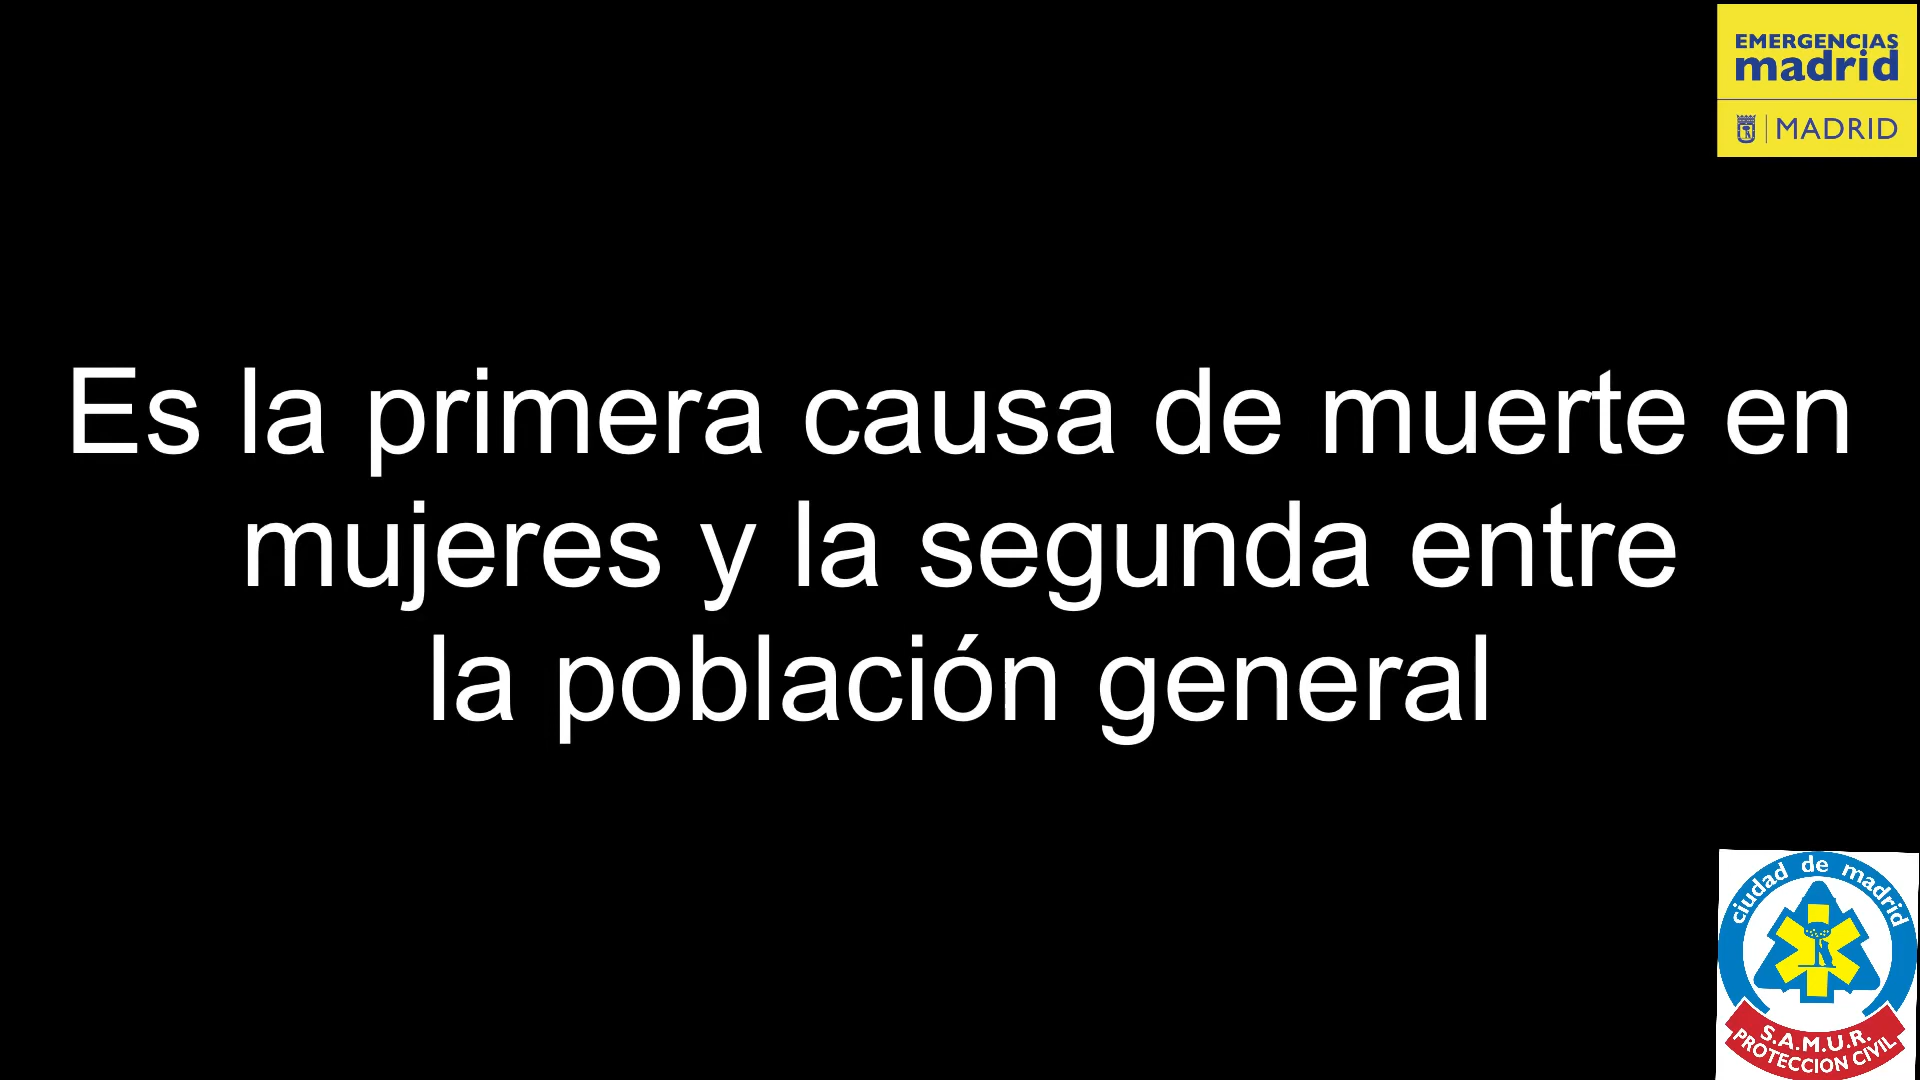 EMERGENCIAS
madrid
MADRID
Es la primera causa de muerte en
mujeres y la segunda entre
la población general
ciudad de madrid
S.A.M.U.R.
PROTECCION CIVIL